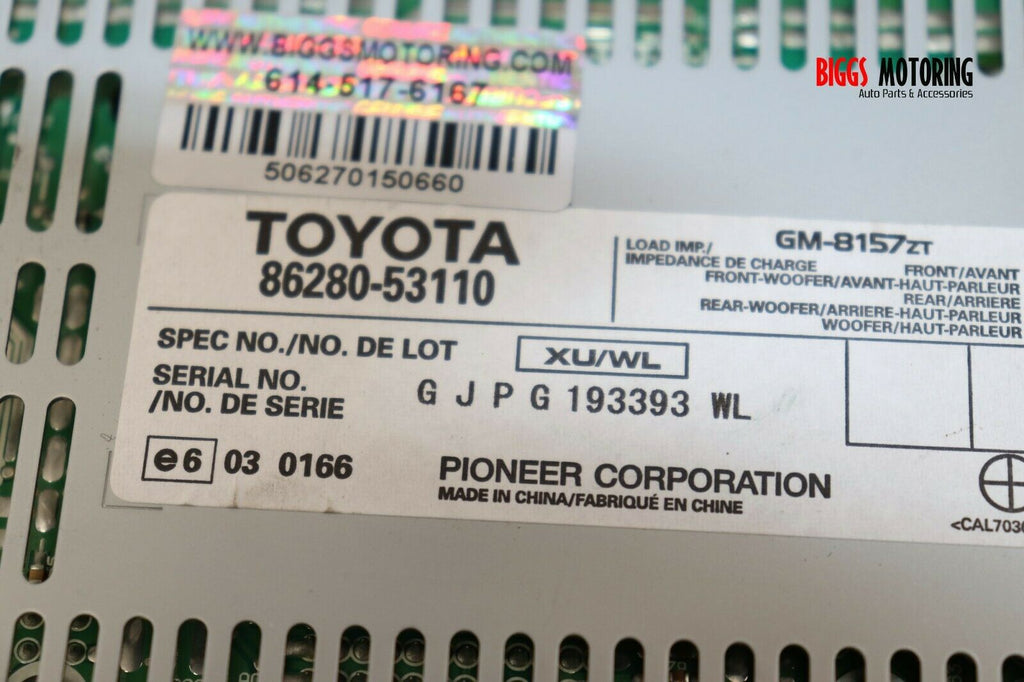 WWW.BIGGSMOTORING.COM
614-517-6167
506270150660
BIGGS MOTORING
Auto Parts & Accessories
TOYOTA
86280-53110
GM-8157ZT
LOAD IMP./
IMPEDANCE DE CHARGE
FRONT/AVANT
FRONT-WOOFER/AVANT-HAUT-PARLEUR
REAR/ARRIERE
REAR-WOOFER/ARRIERE-HAUT-PARLEUR
WOOFER/HAUT-PARLEUR
SPEC NO./NO. DE LOT XU/WL
SERIAL NO.
/NO. DE SERIE
G J P G 193393 WL
e6 03 0166
PIONEER CORPORATION
MADE IN CHINA/FABRIQUÉ EN CHINE